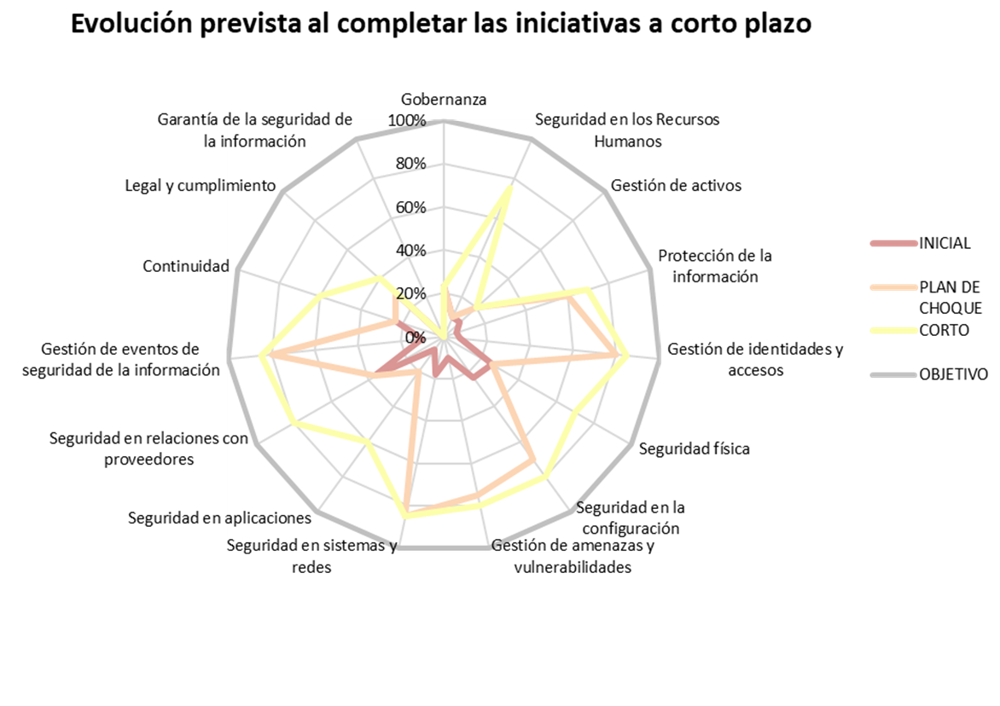 Evolución prevista al completar las iniciativas a corto plazo
Gobernanza
100%
80%
60%
40%
20%
0%
Seguridad en los Recursos
Humanos
Gestión de activos
Protección de la
información
Gestión de identidades y
accesos
Seguridad física
Seguridad en la
configuración
Gestión de amenazas y
vulnerabilidades
Seguridad en sistemas y
redes
Seguridad en aplicaciones
Seguridad en relaciones con
proveedores
Gestión de eventos de
seguridad de la información
Continuidad
Legal y cumplimiento
Garantía de la seguridad de
la información
INICIAL
PLAN DE
CHOQUE
CORTO
OBJETIVO